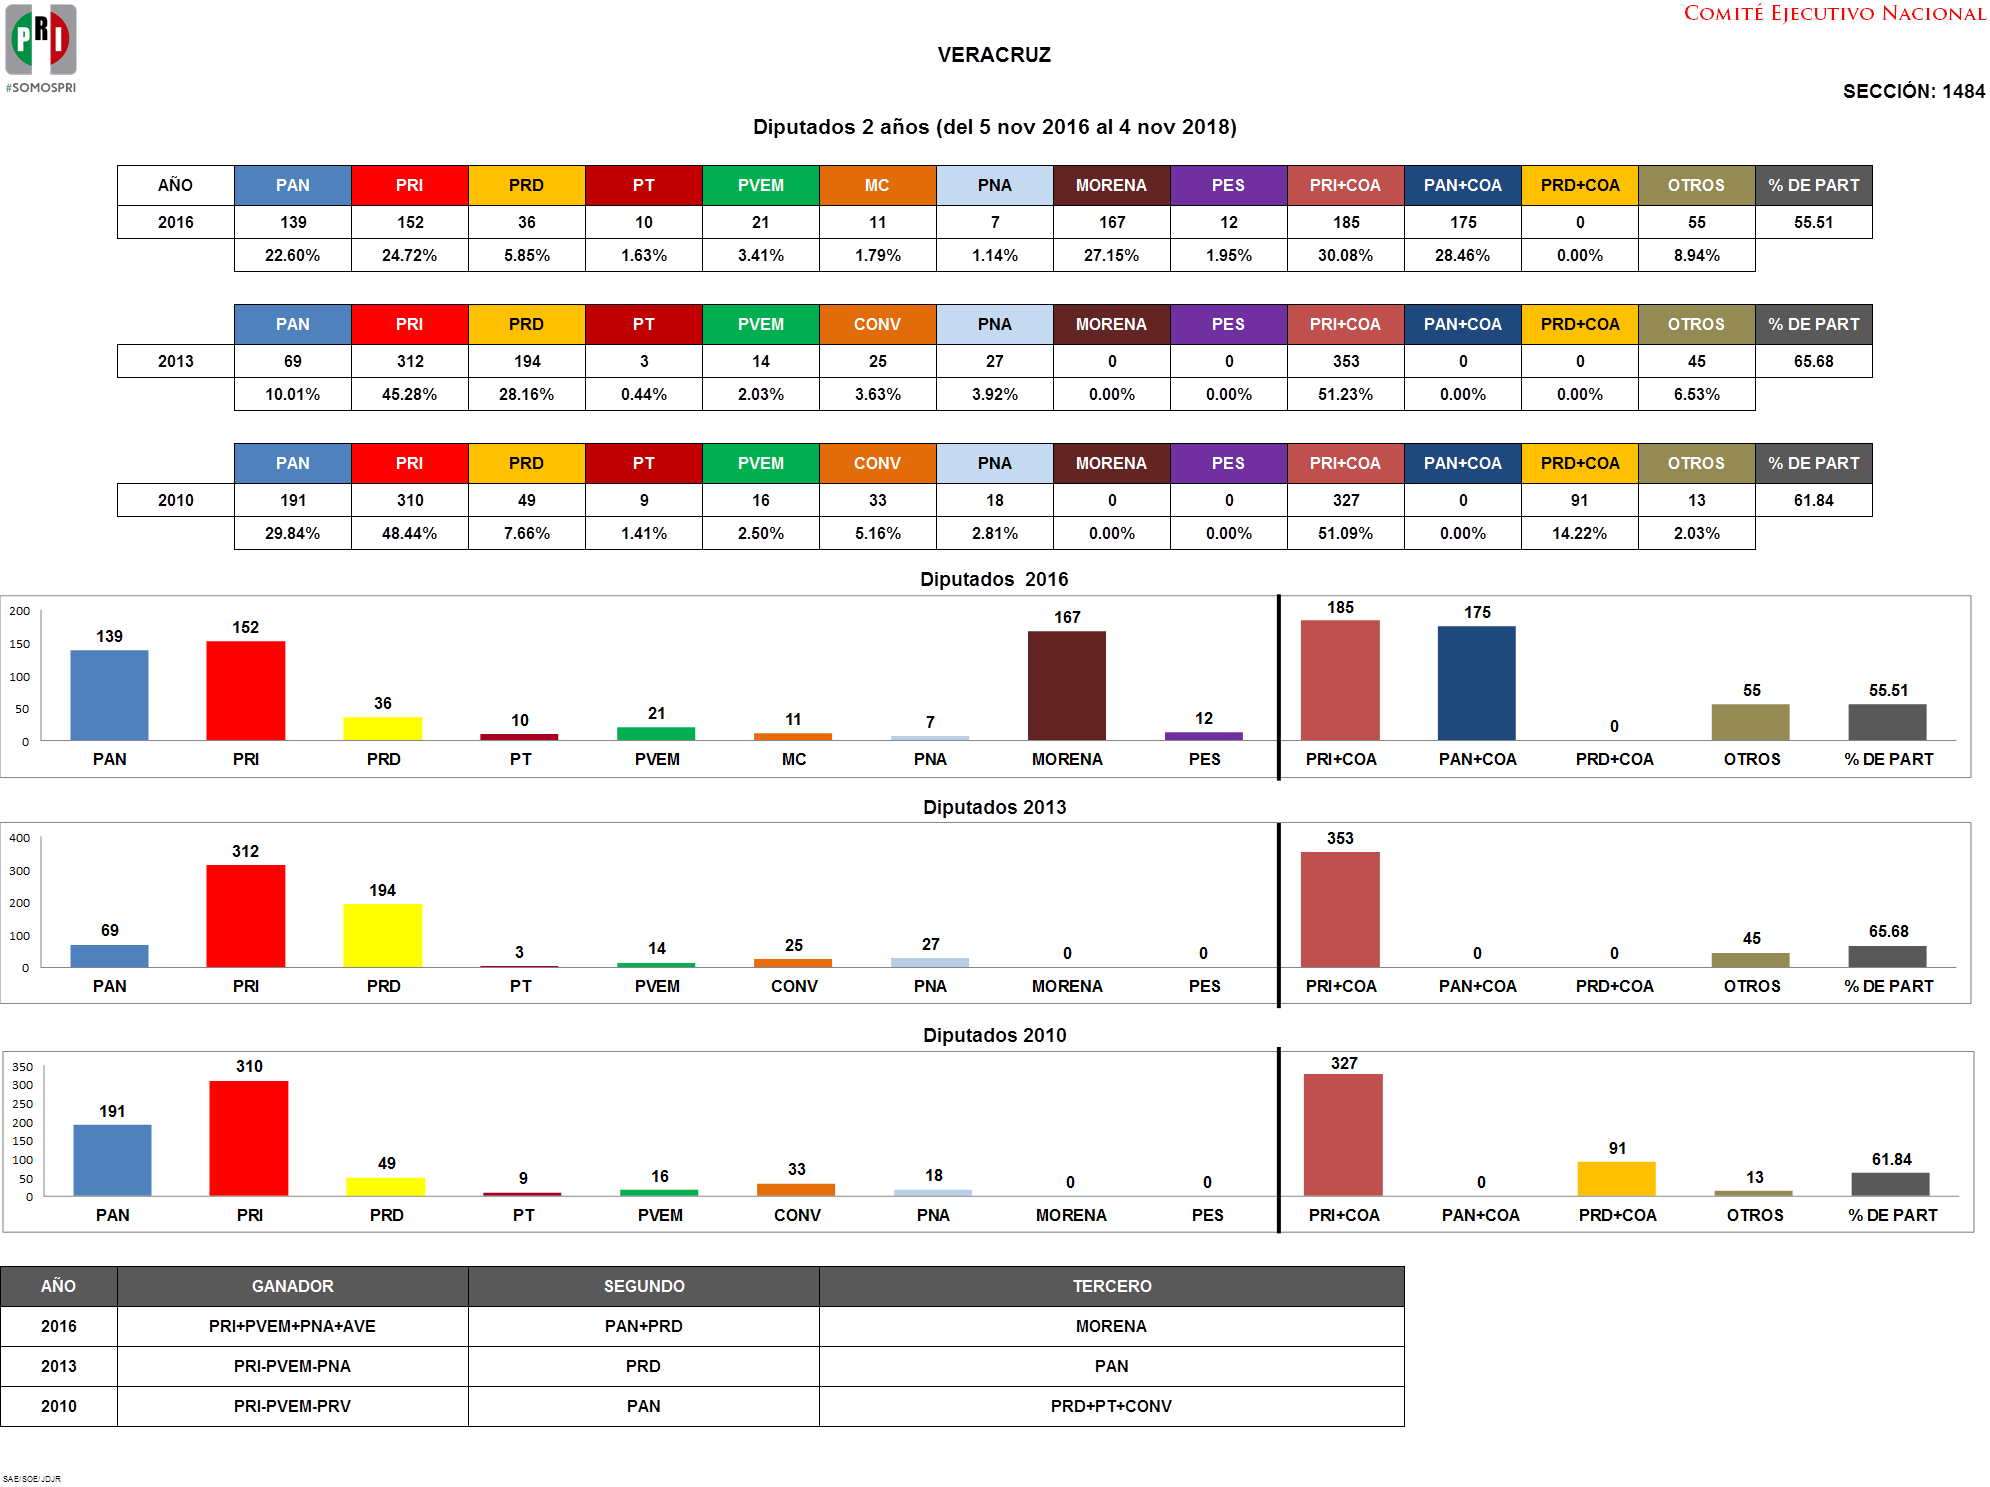 PRI
#SOMOSPRI
COMITÉ EJECUTIVO NACIONAL
VERACRUZ
SECCIÓN: 1484
Diputados 2 años (del 5 nov 2016 al 4 nov 2018)
AÑO PAN PRI PRD PT PVEM MC PNA MORENA PES PRI+COA PAN+COA PRD+COA OTROS % DE PART
2016 139 152 36 10 21 11 7 167 12 185 175 0 55 55.51
22.60% 24.72% 5.85% 1.63% 3.41% 1.79% 1.14% 27.15% 1.95% 30.08% 28.46% 0.00% 8.94%
PAN PRI PRD PT PVEM CONV PNA MORENA PES PRI+COA PAN+COA PRD+COA OTROS % DE PART
2013 69 312 194 3 14 25 27 0 0 353 0 0 45 65.68
10.01% 45.28% 28.16% 0.44% 2.03% 3.63% 3.92% 0.00% 0.00% 51.23% 0.00% 0.00% 6.53%
PAN PRI PRD PT PVEM CONV PNA MORENA PES PRI+COA PAN+COA PRD+COA OTROS % DE PART
2010 191 310 49 9 16 33 18 0 0 327 0 91 13 61.84
29.84% 48.44% 7.66% 1.41% 2.50% 5.16% 2.81% 0.00% 0.00% 51.09% 0.00% 14.22% 2.03%
Diputados 2016
200
150
100
50
0
139 152 36 10 21 11 7 167 12 185 175 0 55 55.51
PAN PRI PRD PT PVEM MC PNA MORENA PES PRI+COA PAN+COA PRD+COA OTROS % DE PART
Diputados 2013
400
300
200
100
0
69 312 194 3 14 25 27 0 0 353 0 0 45 65.68
PAN PRI PRD PT PVEM CONV PNA MORENA PES PRI+COA PAN+COA PRD+COA OTROS % DE PART
Diputados 2010
350
300
250
200
150
100
50
0
191 310 49 9 16 33 18 0 0 327 0 91 13 61.84
PAN PRI PRD PT PVEM CONV PNA MORENA PES PRI+COA PAN+COA PRD+COA OTROS % DE PART
AÑO GANADOR SEGUNDO TERCERO
2016 PRI+PVEM+PNA+AVE PAN+PRD MORENA
2013 PRI-PVEM-PNA PRD PAN
2010 PRI-PVEM-PRV PAN PRD+PT+CONV
SAE/SOE/JDJR